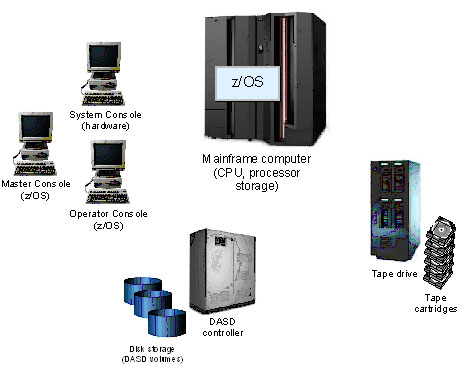 z/OS
System Console
(hardware)
Mainframe computer
(CPU, processor
storage)
Master Console
(z/OS)
Operator Console
(z/OS)
Tape drive
Tape
cartridges
DASD
controller
Disk storage
(DASD volumes)